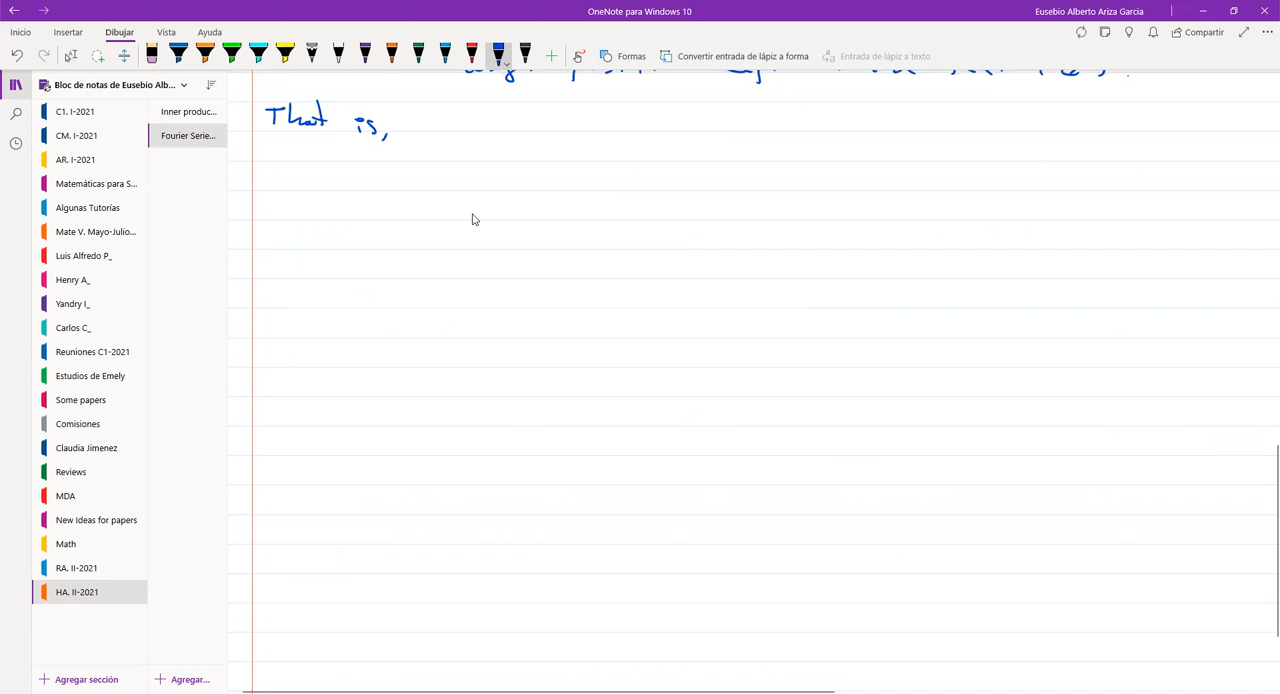 OneNote para Windows 10
Eusebio Alberto Ariza Garcia
Inicio Insertar Dibujar Vista Ayuda
Compartir
Formas Convertir entrada de lápiz a forma Entrada de lápiz a texto
Bloc de notas de Eusebio Alb...
C1. I-2021
CM. I-2021
AR. I-2021
Matemáticas para S...
Algunas Tutorías
Mate V. Mayo-Julio...
Luis Alfredo P_
Henry A_
Yandry I_
Carlos C_
Reuniones C1-2021
Estudios de Emely
Some papers
Comisiones
Claudia Jimenez
Reviews
MDA
New Ideas for papers
Math
RA. II-2021
HA. II-2021
Agregar sección
Inner produc...
Fourier Serie...
Agregar...
That is,